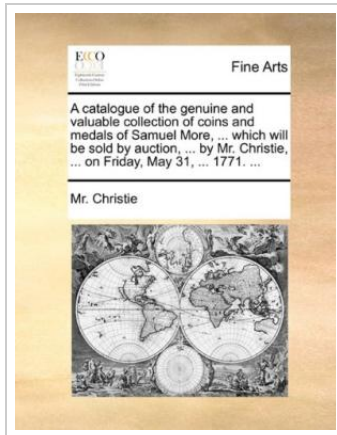 ECCO
Fine Arts
A catalogue of the genuine and
valuable collection of coins and
medals of Samuel More, ... which will
be sold by auction, ... by Mr. Christie,
... on Friday, May 31, ... 1771. ...
Mr. Christie